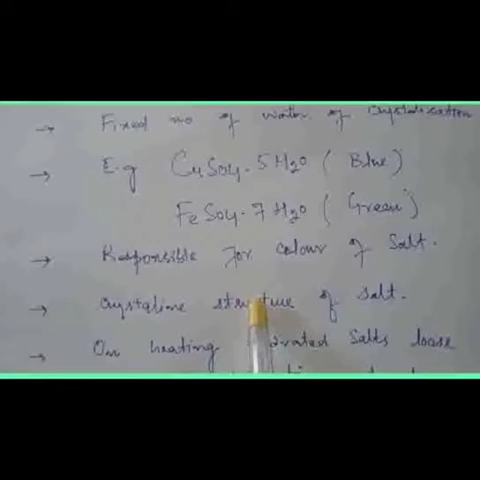 → Fixed no of water of Crystalisation
→ E.g CuSO4.5H2O ( Blue )
FeSO4.7H2O ( Green )
→ Responsible for colour of Salt.
→ Crystaline structure of salt.
→ On heating Salts loose